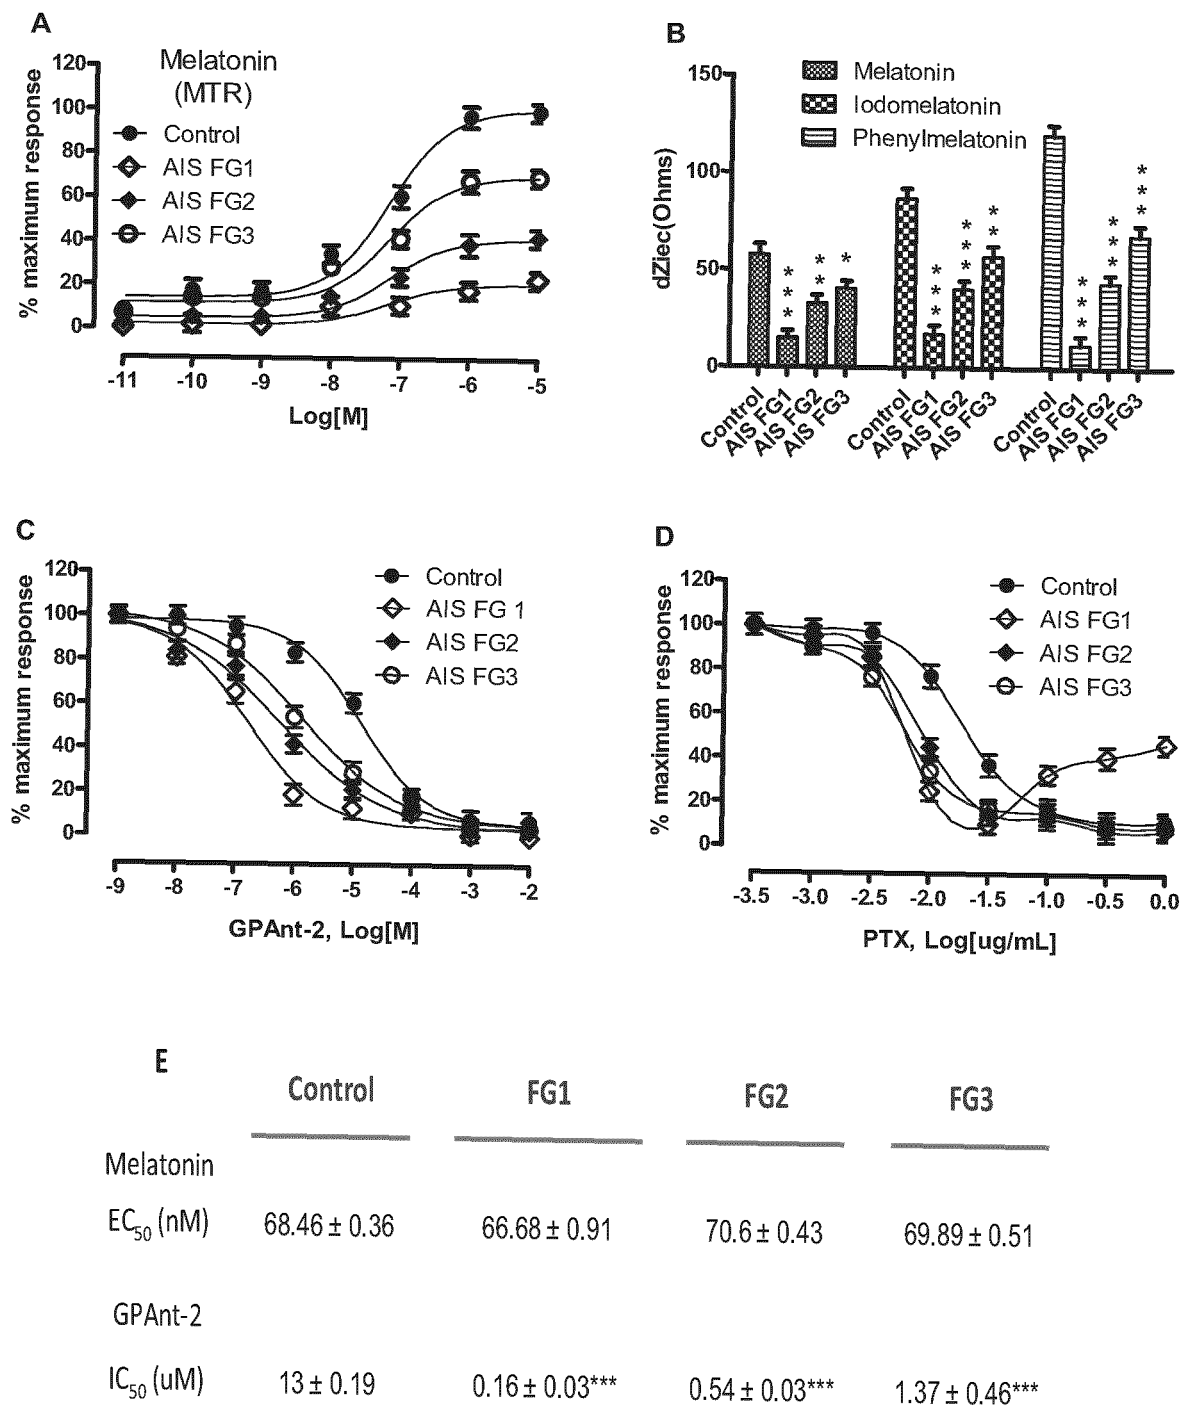 A
Melatonin
(MTR)
Control
AIS FG1
AIS FG2
AIS FG3
% maximum response
120
100
80
60
40
20
0
-11 -10 -9 -8 -7 -6 -5
Log[M]
B
Melatonin
Iodomelatonin
Phenylmelatonin
dZiec(Ohms)
150
100
50
0
*** ** * *** *** ** *** *** ***
Control AIS FG1 AIS FG2 AIS FG3 Control AIS FG1 AIS FG2 AIS FG3 Control AIS FG1 AIS FG2 AIS FG3
C
Control
AIS FG 1
AIS FG2
AIS FG3
% maximum response
120
100
80
60
40
20
0
-9 -8 -7 -6 -5 -4 -3 -2
GPAnt-2, Log[M]
D
Control
AIS FG1
AIS FG2
AIS FG3
% maximum response
120
100
80
60
40
20
0
-3.5 -3.0 -2.5 -2.0 -1.5 -1.0 -0.5 0.0
PTX, Log[ug/mL]
E
Control FG1 FG2 FG3
Melatonin
EC50 (nM) 68.46 ± 0.36 66.68 ± 0.91 70.6 ± 0.43 69.89 ± 0.51
GPAnt-2
IC50 (uM) 13 ± 0.19 0.16 ± 0.03*** 0.54 ± 0.03*** 1.37 ± 0.46***